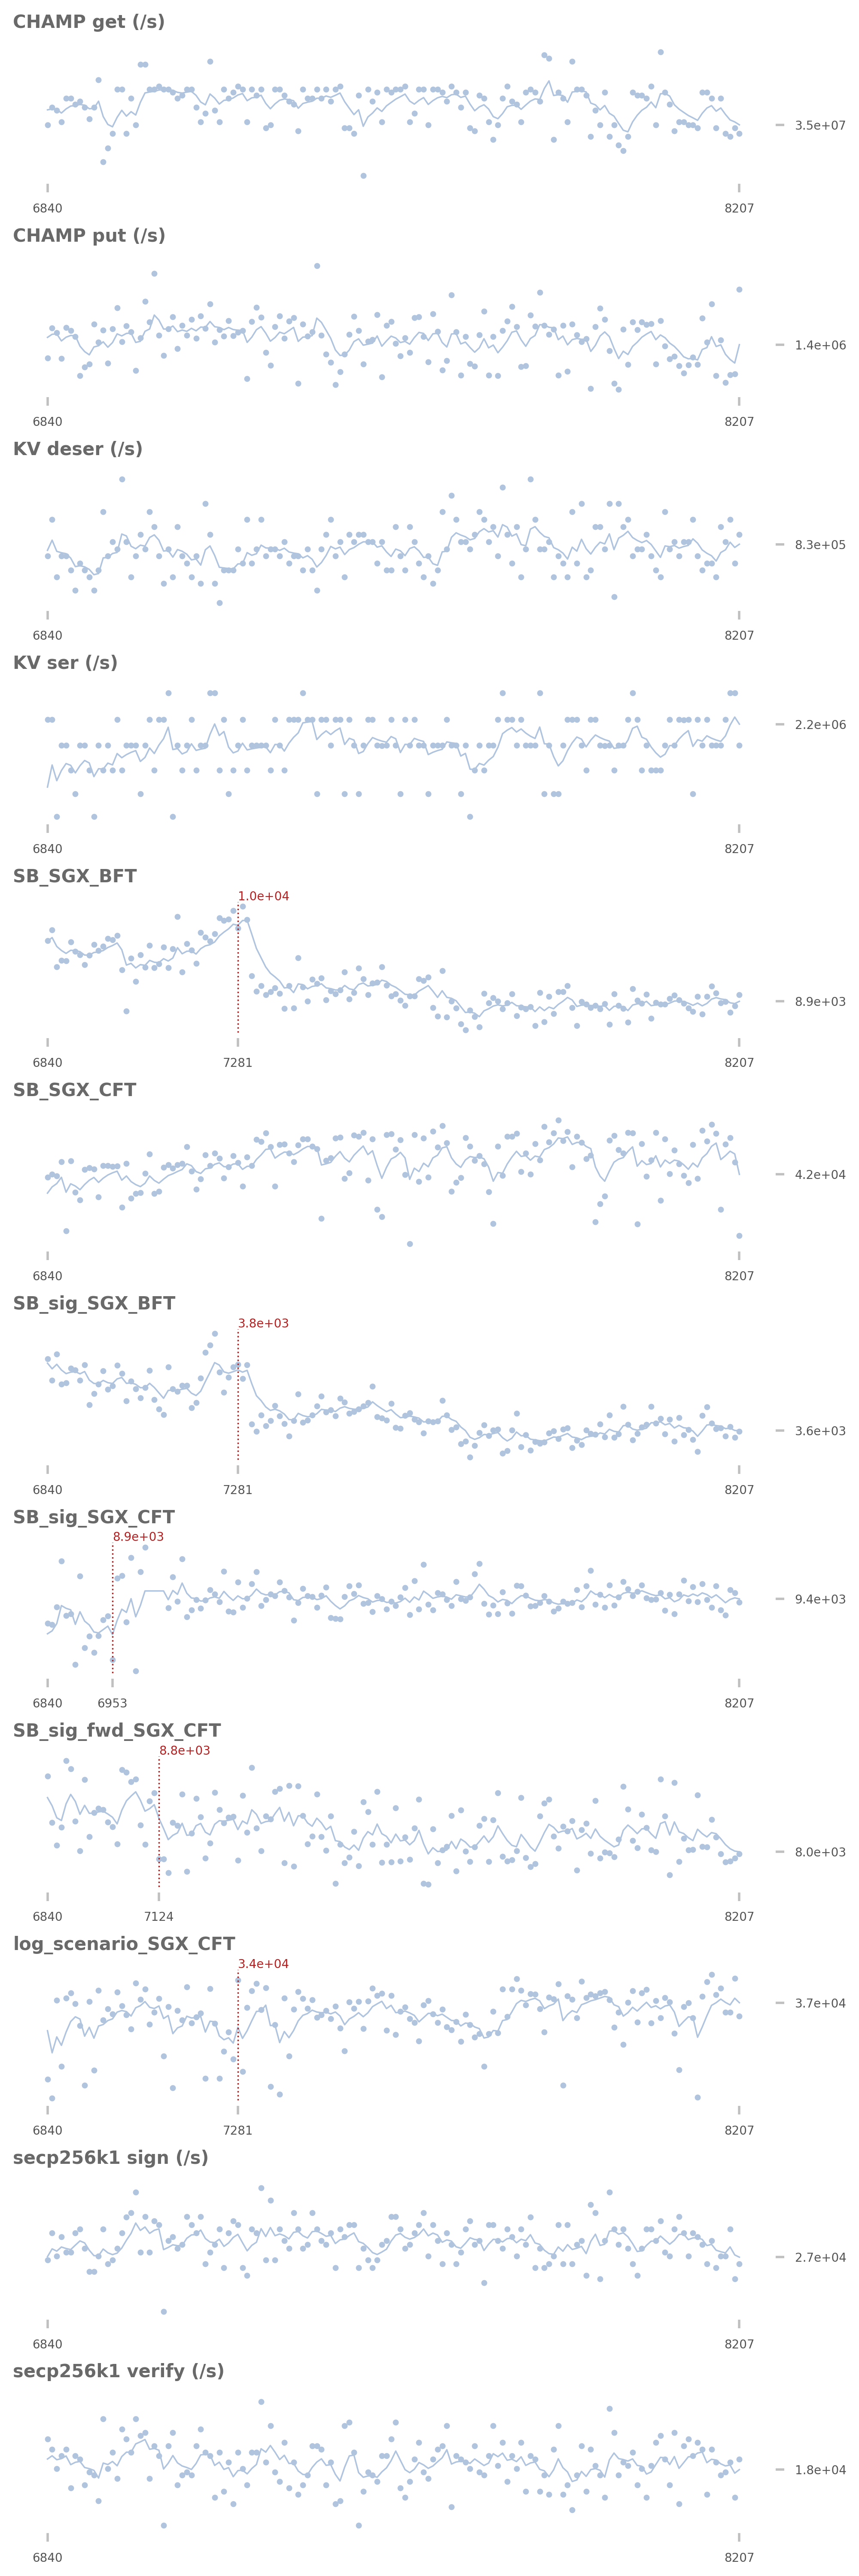 CHAMP get (/s)
3.5e+07
6840 8207
CHAMP put (/s)
1.4e+06
6840 8207
KV deser (/s)
8.3e+05
6840 8207
KV ser (/s)
2.2e+06
6840 8207
SB_SGX_BFT
1.0e+04
8.9e+03
6840 7281 8207
SB_SGX_CFT
4.2e+04
6840 8207
SB_sig_SGX_BFT
3.8e+03
3.6e+03
6840 7281 8207
SB_sig_SGX_CFT
8.9e+03
9.4e+03
6840 6953 8207
SB_sig_fwd_SGX_CFT
8.8e+03
8.0e+03
6840 7124 8207
log_scenario_SGX_CFT
3.4e+04
3.7e+04
6840 7281 8207
secp256k1 sign (/s)
2.7e+04
6840 8207
secp256k1 verify (/s)
1.8e+04
6840 8207